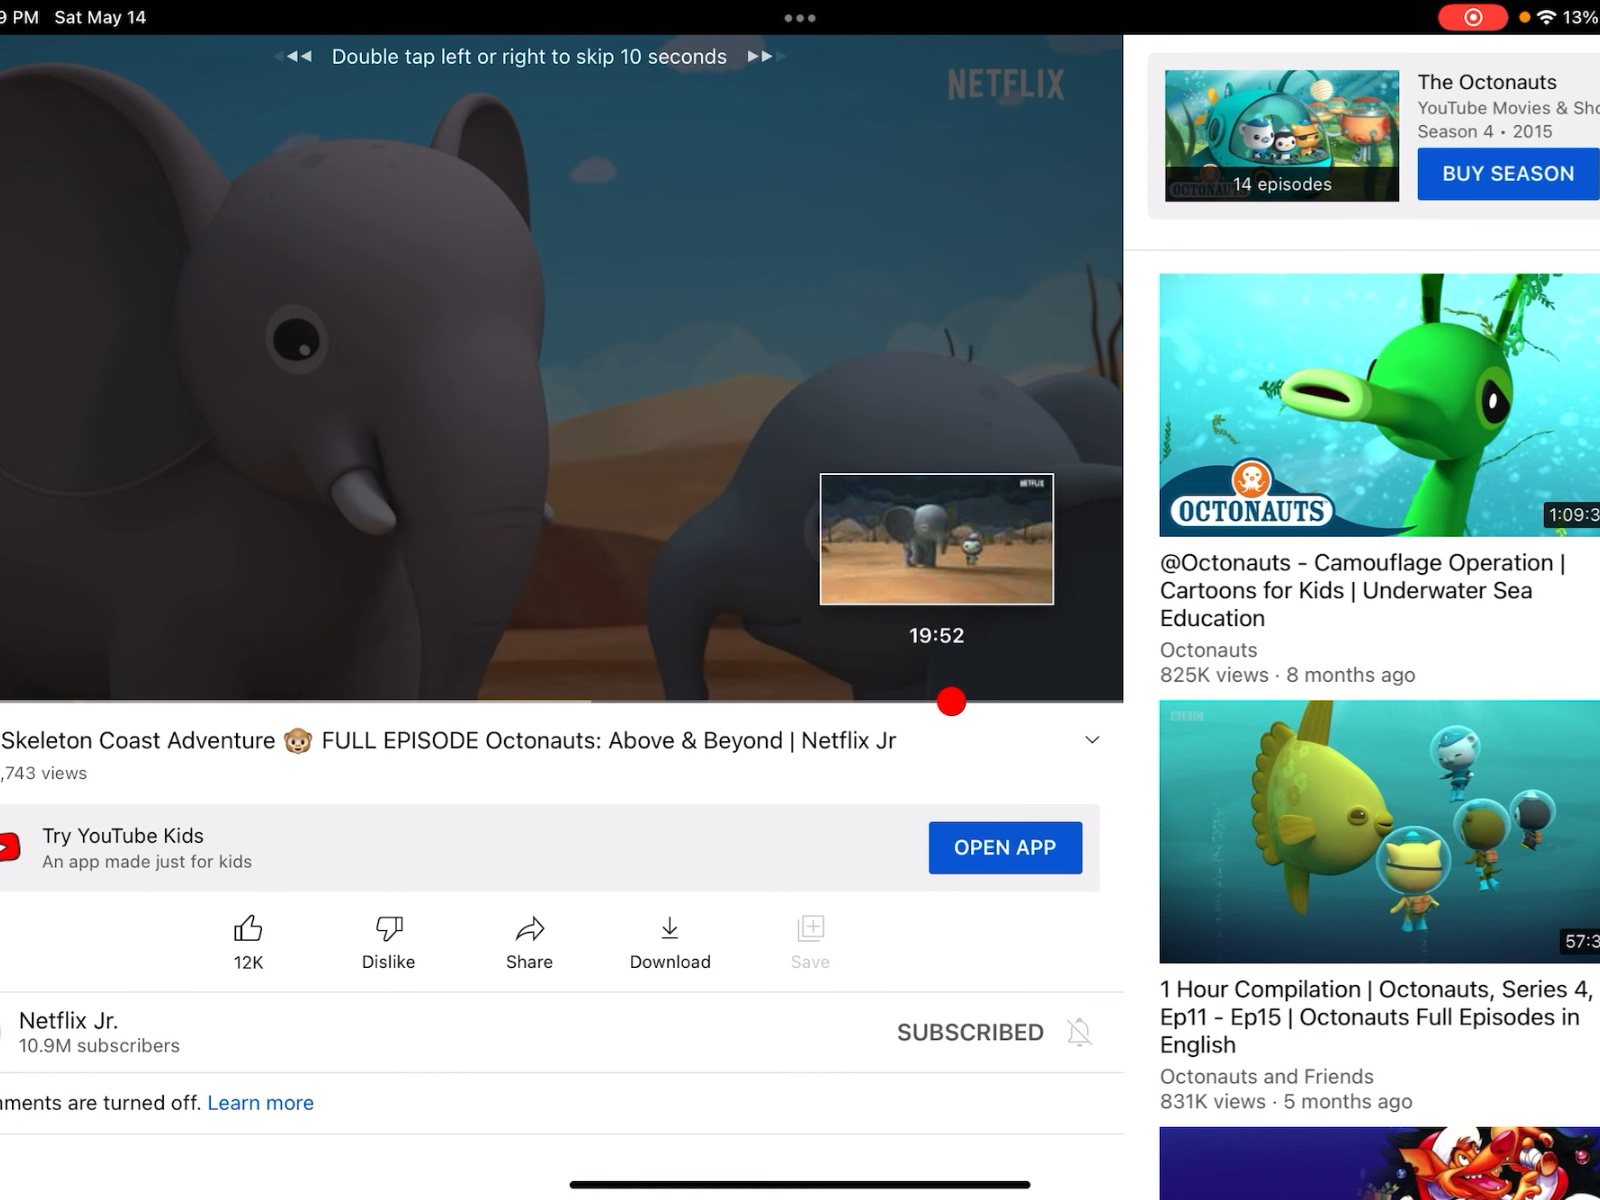 9 PM Sat May 14
13%
Double tap left or right to skip 10 seconds
NETFLIX
NETFLIX
19:52
Skeleton Coast Adventure 🐵 FULL EPISODE Octonauts: Above & Beyond | Netflix Jr
,743 views
Try YouTube Kids
An app made just for kids
OPEN APP
12K
Dislike
Share
Download
Save
Netflix Jr.
10.9M subscribers
SUBSCRIBED
ments are turned off. Learn more
OCTONAUTS
14 episodes
The Octonauts
YouTube Movies & Sho
Season 4 • 2015
BUY SEASON
OCTONAUTS
1:09:3
@Octonauts - Camouflage Operation |
Cartoons for Kids | Underwater Sea
Education
Octonauts
825K views · 8 months ago
BBC
57:3
1 Hour Compilation | Octonauts, Series 4,
Ep11 - Ep15 | Octonauts Full Episodes in
English
Octonauts and Friends
831K views · 5 months ago